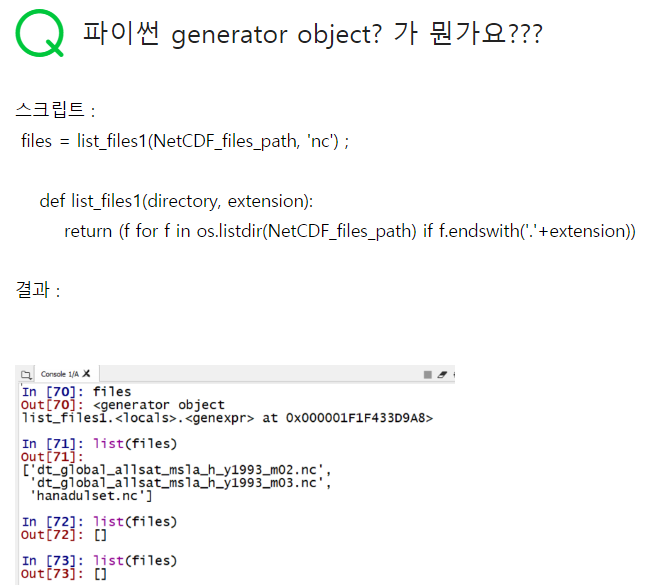 Q 파이썬 generator object? 가 뭔가요???
스크립트 :
files = list_files1(NetCDF_files_path, 'nc') ;
def list_files1(directory, extension):
return (f for f in os.listdir(NetCDF_files_path) if f.endswith('.'+extension))
결과 :
Console 1/A
In [70]: files
Out[70]: <generator object
list_files1.<locals>.<genexpr> at 0x000001F1F433D9A8>
In [71]: list(files)
Out[71]:
['dt_global_allsat_msla_h_y1993_m02.nc',
'dt_global_allsat_msla_h_y1993_m03.nc',
'hanadulset.nc']
In [72]: list(files)
Out[72]: []
In [73]: list(files)
Out[73]: []